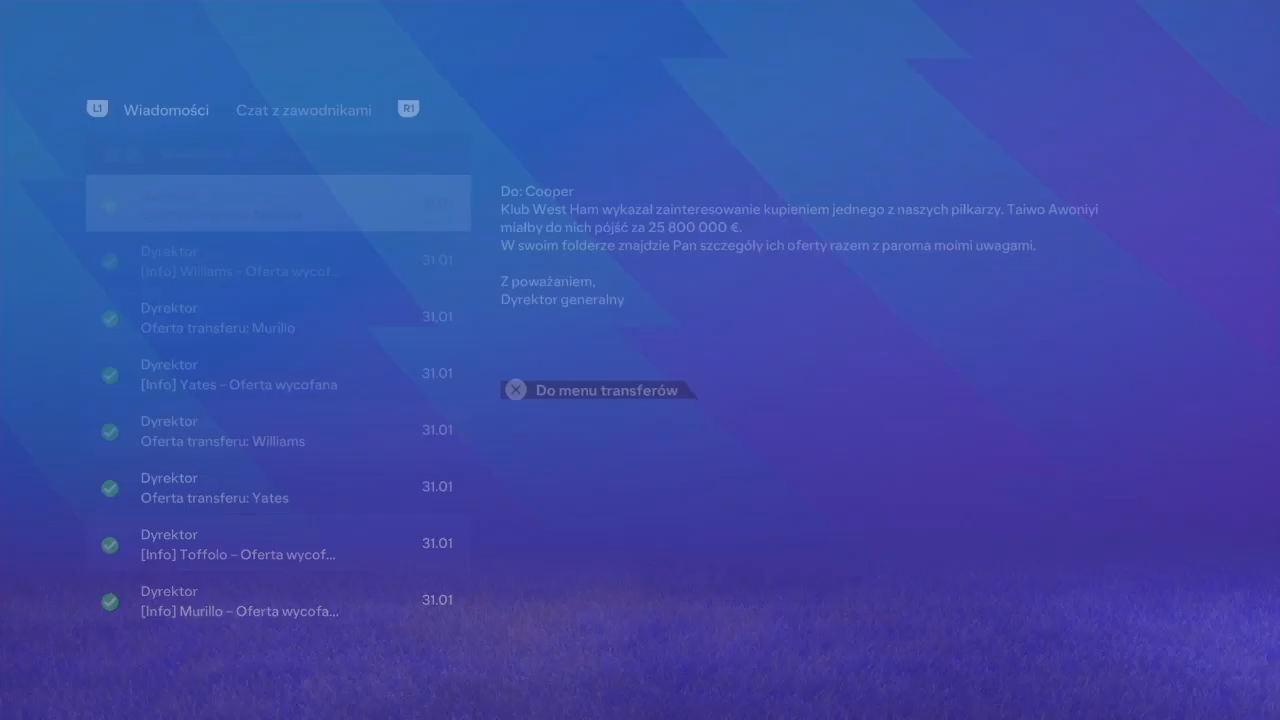 L1 Wiadomości Czat z zawodnikami R1
Dyrektor
[Info] Williams – Oferta wycof... 31.01
Dyrektor
Oferta transferu: Murillo 31.01
Dyrektor
[Info] Yates – Oferta wycofana 31.01
Dyrektor
Oferta transferu: Williams 31.01
Dyrektor
Oferta transferu: Yates 31.01
Dyrektor
[Info] Toffolo – Oferta wycof... 31.01
Dyrektor
[Info] Murillo – Oferta wycofa... 31.01
Do: Cooper
Klub West Ham wykazał zainteresowanie kupieniem jednego z naszych piłkarzy. Taiwo Awoniyi
miałby do nich pójść za 25 800 000 €.
W swoim folderze znajdzie Pan szczegóły ich oferty razem z paroma moimi uwagami.
Z poważaniem,
Dyrektor generalny
Do menu transferów